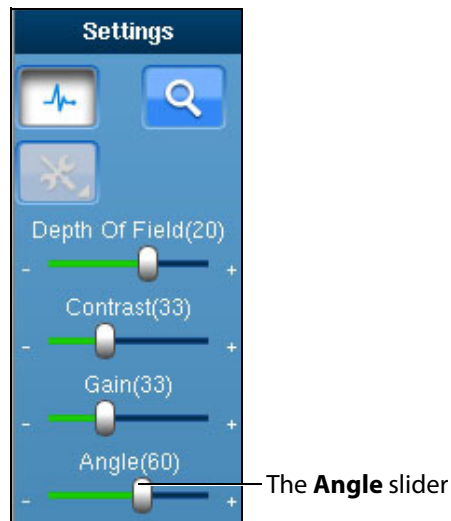 Settings
Depth Of Field(20)
- +
Contrast(33)
- +
Gain(33)
- +
Angle(60)
- +
The Angle slider